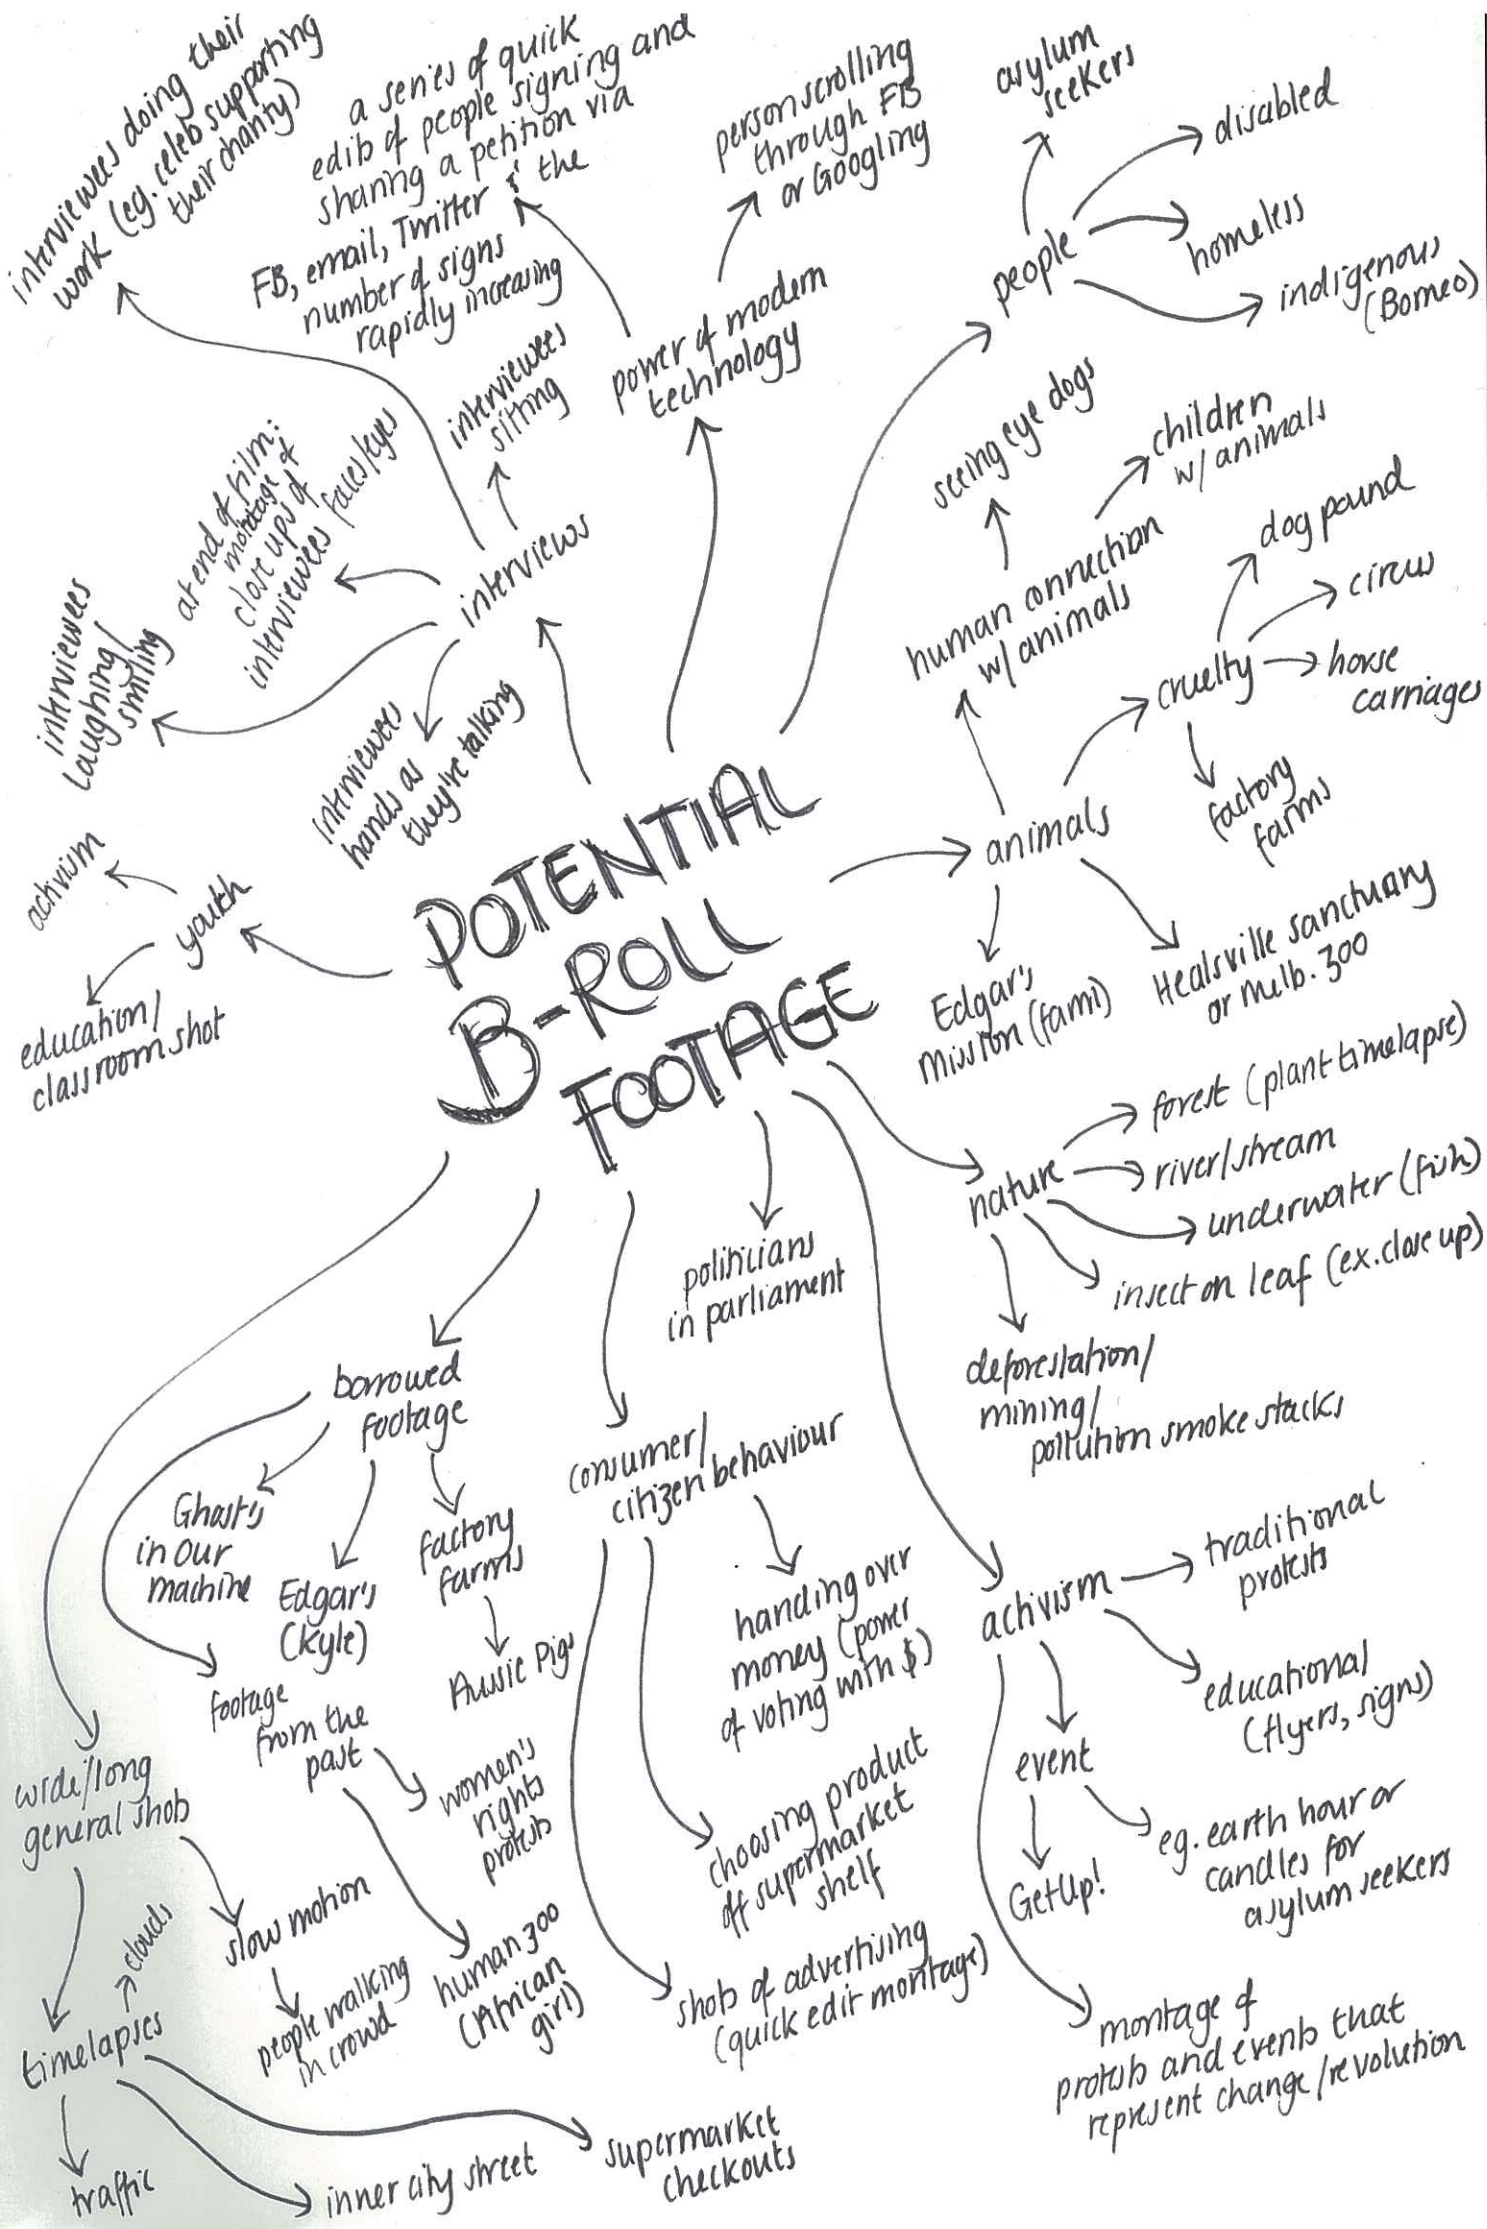 interviewees doing their
work (eg. celeb supporting
their charity)
a series of quick
edits of people signing and
sharing a petition via
FB, email, Twitter & the
number of signs
rapidly increasing
person scrolling
through FB
or Googling
power of modern
technology
asylum
seekers
disabled
homeless
indigenous
(Borneo)
people
interviewees
sitting
at end of film:
montage of
close ups of
interviewees faces/eyes
interviews
interviewees
laughing/
smiling
interviewees
hands as
they're talking
seeing eye dogs
children
w/ animals
human connection
w/ animals
dog pound
circus
horse
carriages
cruelty
factory
farms
animals
Edgar's
mission (farm)
Healsville sanctuary
or Melb. zoo
activism
youth
education/
classroom shot
POTENTIAL
B-ROLL
FOOTAGE
nature
forest (plant timelapse)
river/stream
underwater (fish)
insect on leaf (ex. close up)
deforestation/
mining/
pollution smoke stacks
politicians
in parliament
borrowed
footage
Ghosts
in our
machine
Edgar's
(Kyle)
factory
farms
Aussie Pigs
footage
from the
past
women's
rights
protests
human zoo
(African
girl)
consumer/
citizen behaviour
handing over
money (power
of voting with $)
choosing product
off supermarket
shelf
shots of advertising
(quick edit montage)
activism
traditional
protests
educational
(flyers, signs)
event
GetUp!
eg. earth hour or
candles for
asylum seekers
montage of
protests and events that
represent change/revolution
wide/long
general shots
slow motion
people walking
in crowd
timelapses
clouds
traffic
inner city street
supermarket
checkouts